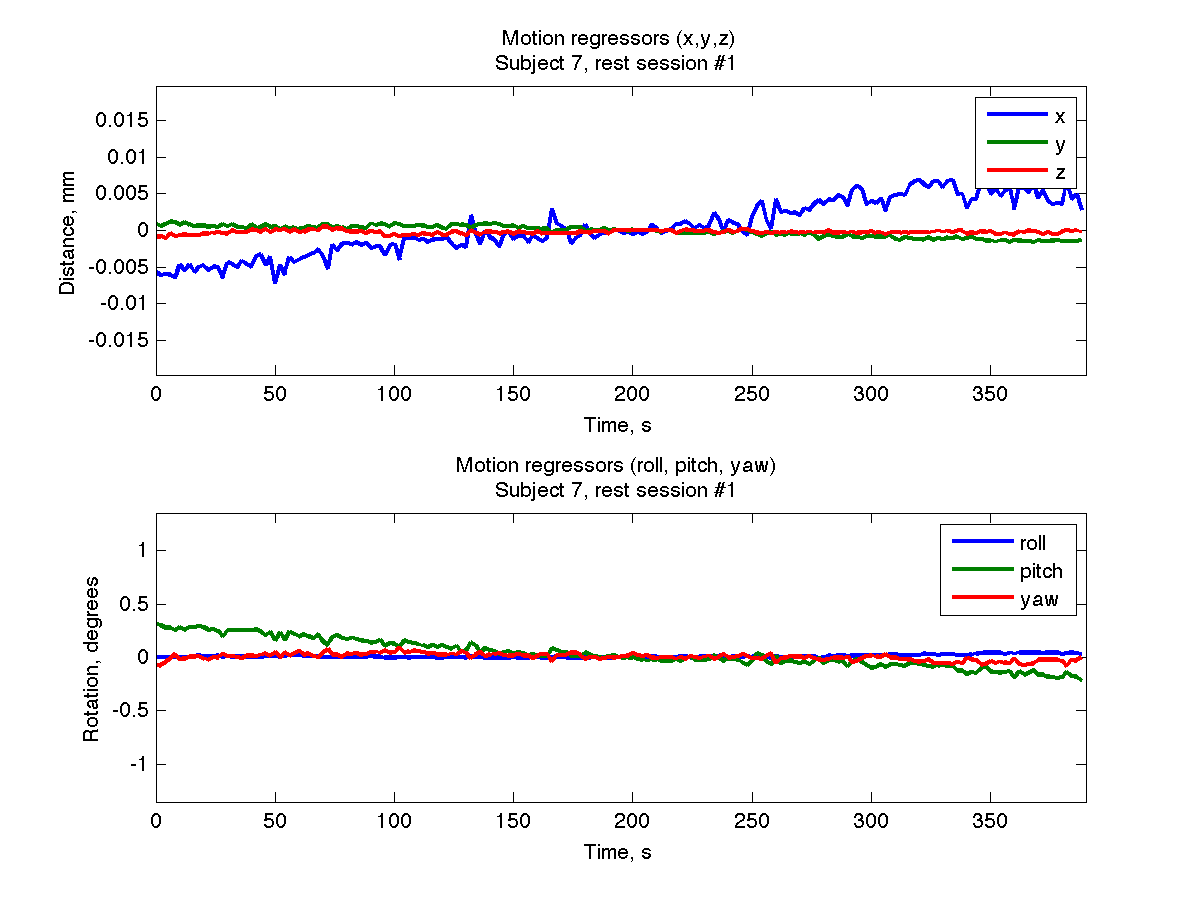 Motion regressors (x,y,z)
Subject 7, rest session #1
x
y
z
0.015
0.01
0.005
0
-0.005
-0.01
-0.015
Distance, mm
0 50 100 150 200 250 300 350
Time, s
Motion regressors (roll, pitch, yaw)
Subject 7, rest session #1
roll
pitch
yaw
1
0.5
0
-0.5
-1
Rotation, degrees
0 50 100 150 200 250 300 350
Time, s